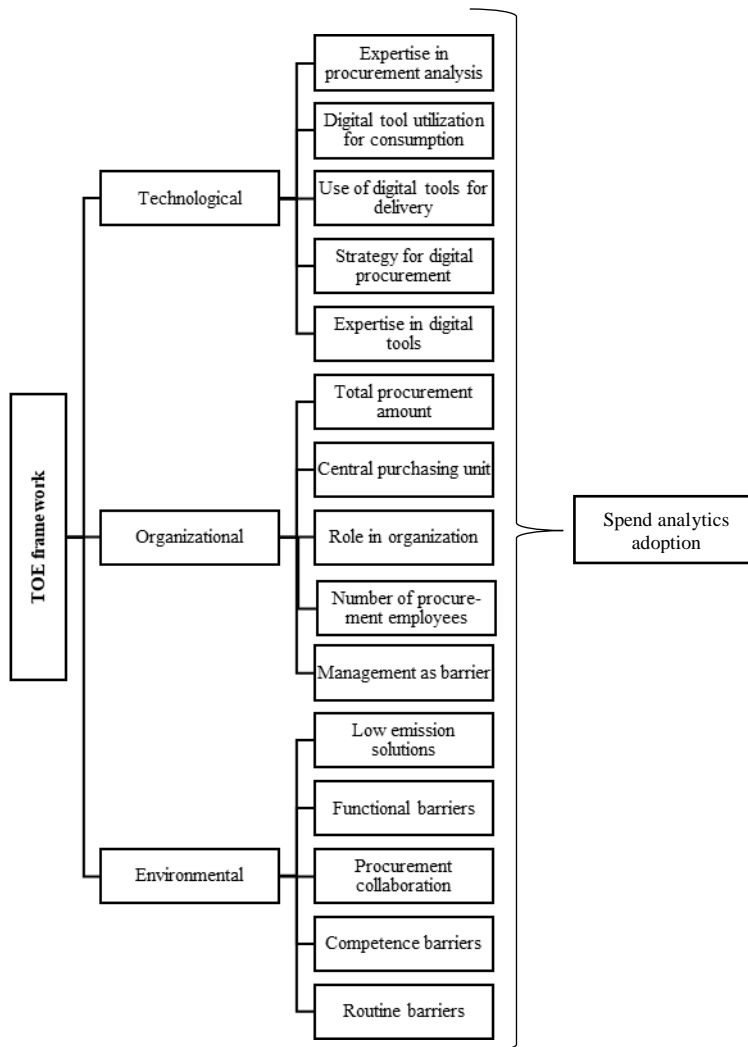 TOE framework
Technological
Expertise in
procurement analysis
Digital tool utilization
for consumption
Use of digital tools for
delivery
Strategy for digital
procurement
Expertise in digital
tools
Organizational
Total procurement
amount
Central purchasing unit
Role in organization
Number of procure-
ment employees
Management as barrier
Environmental
Low emission
solutions
Functional barriers
Procurement
collaboration
Competence barriers
Routine barriers
Spend analytics
adoption